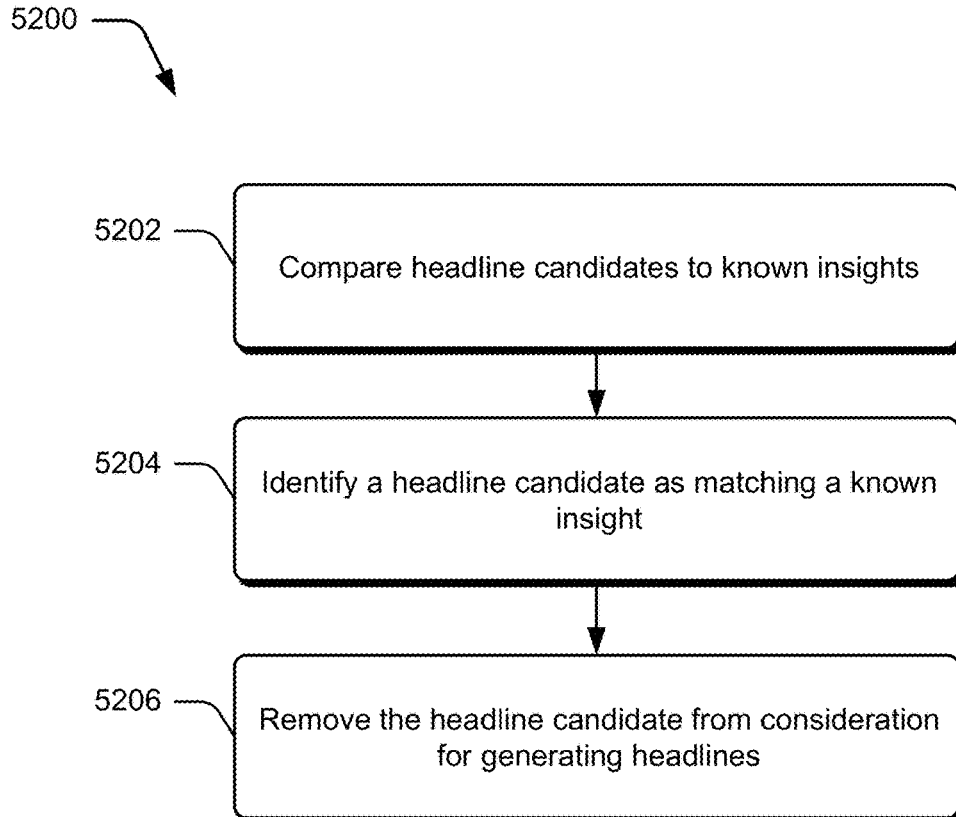 5200
5202
Compare headline candidates to known insights
5204
Identify a headline candidate as matching a known
insight
5206
Remove the headline candidate from consideration
for generating headlines